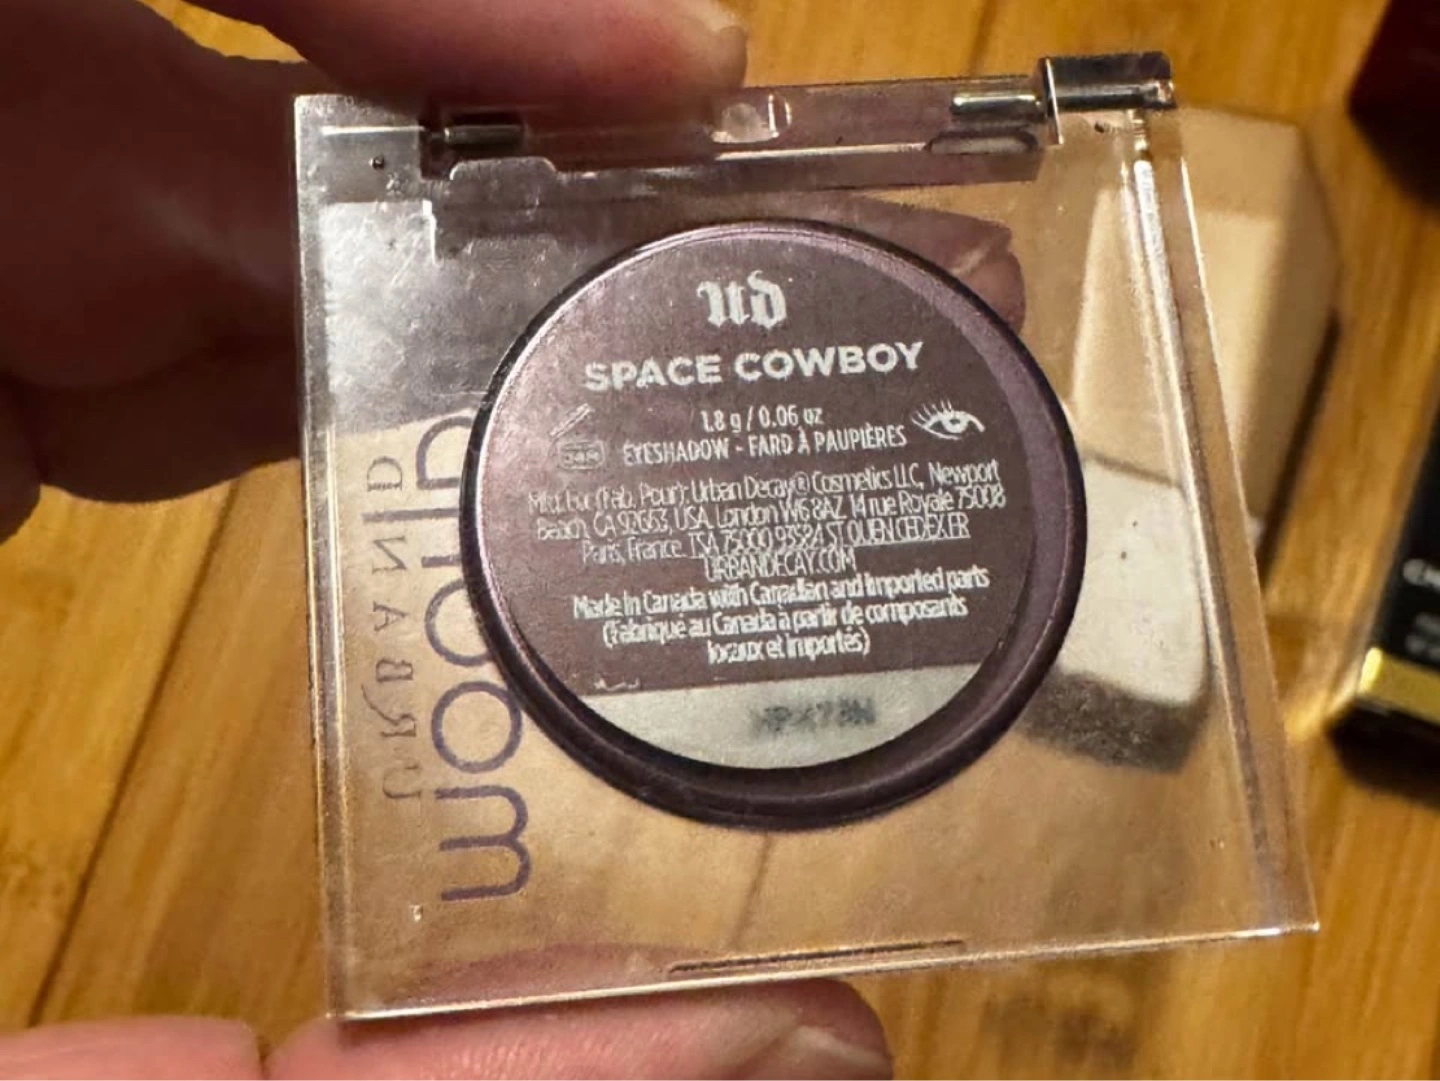 UD
SPACE COWBOY
1.8 g / 0.06 oz
EYESHADOW - FARD À PAUPIÈRES
24M
Mfd. For (Fab. Pour): Urban Decay® Cosmetics LLC, Newport
Beach, CA 92663, USA. London W6 8AZ. 14 rue Royale 75008
Paris, France. TSA 75000 93584 ST OUEN CEDEX, FR
URBANDECAY.COM
Made in Canada with Canadian and imported parts
(Fabriqué au Canada à partir de composants
locaux et importés)
moon
URBAN D